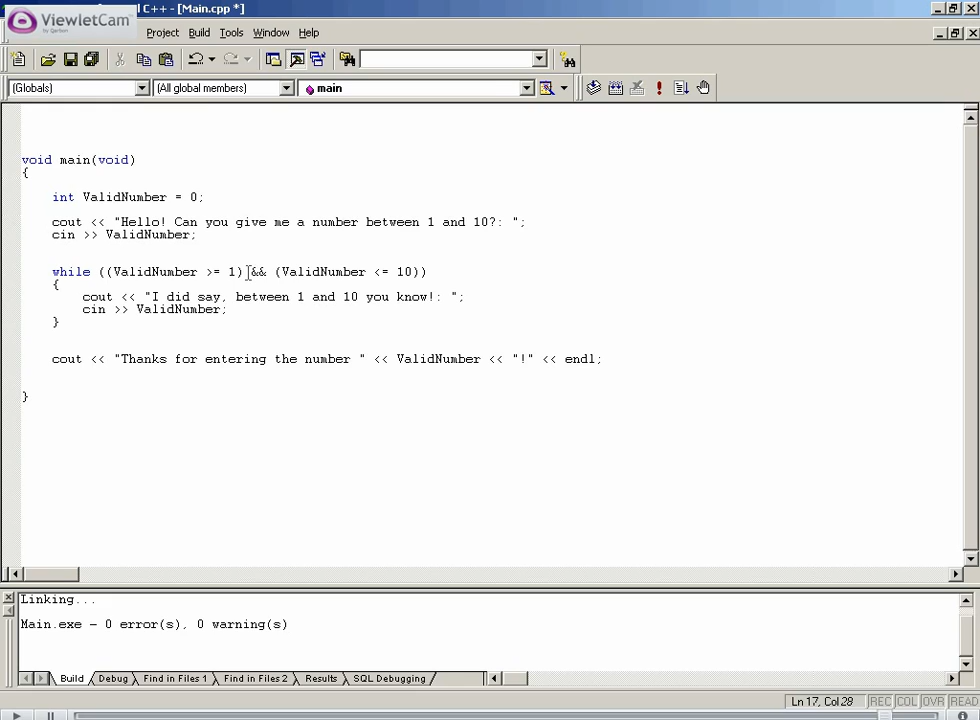 l C++ - [Main.cpp *]
ViewletCam™
by Qarbon
Project Build Tools Window Help
(Globals) (All global members) main
void main(void)
{
int ValidNumber = 0;
cout << "Hello! Can you give me a number between 1 and 10?: ";
cin >> ValidNumber;
while ((ValidNumber >= 1) && (ValidNumber <= 10))
{
cout << "I did say, between 1 and 10 you know!: ";
cin >> ValidNumber;
}
cout << "Thanks for entering the number " << ValidNumber << "!" << endl;
}
Linking...
Main.exe - 0 error(s), 0 warning(s)
Build Debug Find in Files 1 Find in Files 2 Results SQL Debugging
Ln 17, Col 28 REC COL OVR READ